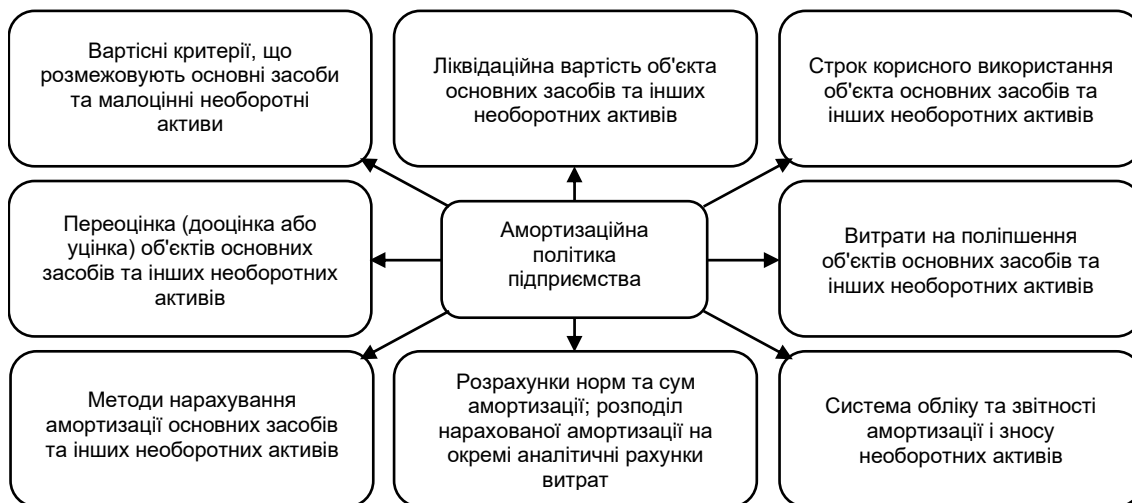 Вартісні критерії, що
розмежовують основні засоби
та малоцінні необоротні
активи
Ліквідаційна вартість об'єкта
основних засобів та інших
необоротних активів
Строк корисного використання
об'єкта основних засобів та
інших необоротних активів
Переоцінка (дооцінка або
уцінка) об'єктів основних
засобів та інших необоротних
активів
Амортизаційна
політика
підприємства
Витрати на поліпшення
об'єктів основних засобів та
інших необоротних активів
Методи нарахування
амортизації основних засобів
та інших необоротних активів
Розрахунки норм та сум
амортизації; розподіл
нарахованої амортизації на
окремі аналітичні рахунки
витрат
Система обліку та звітності
амортизації і зносу
необоротних активів